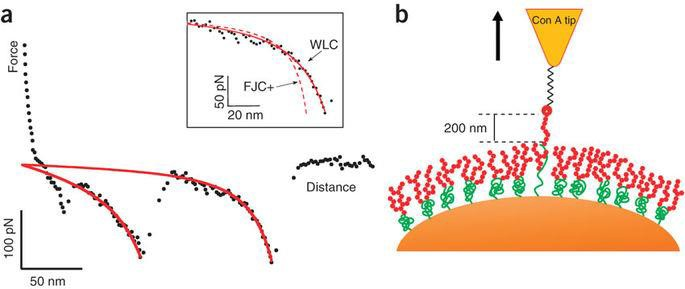 a
Force
WLC
FJC+
50 pN
20 nm
Distance
100 pN
50 nm
b
Con A tip
200 nm